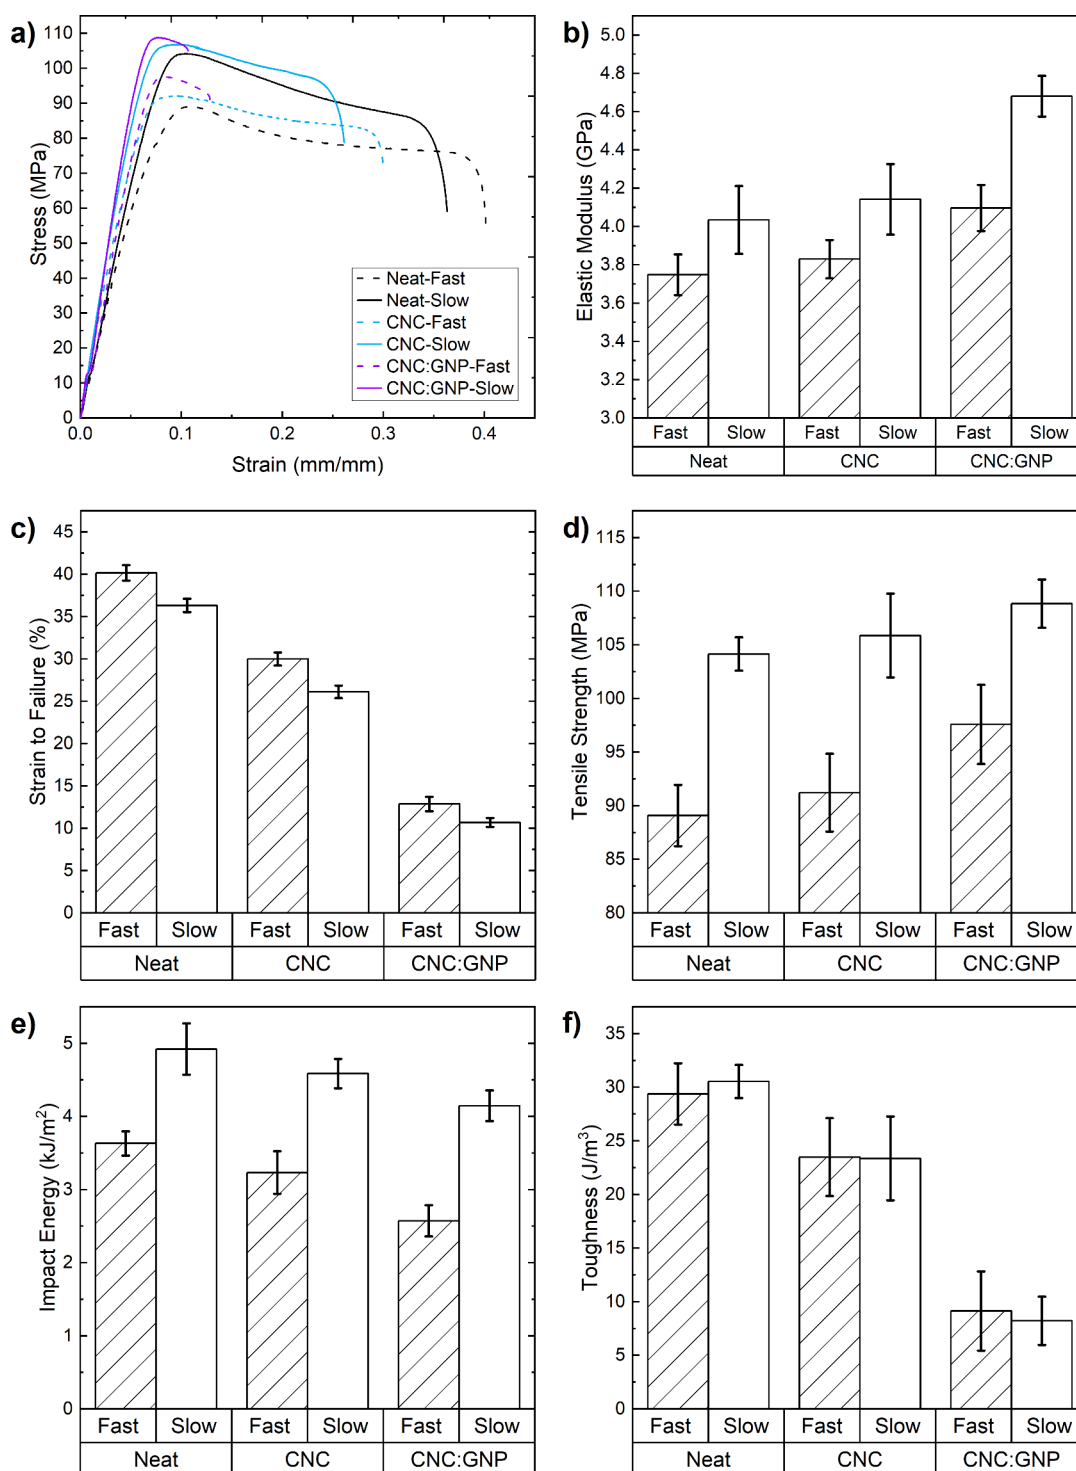 a)
110
100
90
80
70
60
50
40
30
20
10
0
Stress (MPa)
0.0 0.1 0.2 0.3 0.4
Strain (mm/mm)
Neat-Fast
Neat-Slow
CNC-Fast
CNC-Slow
CNC:GNP-Fast
CNC:GNP-Slow
b)
5.0
4.8
4.6
4.4
4.2
4.0
3.8
3.6
3.4
3.2
3.0
Elastic Modulus (GPa)
Fast Slow Fast Slow Fast Slow
Neat CNC CNC:GNP
c)
45
40
35
30
25
20
15
10
5
0
Strain to Failure (%)
Fast Slow Fast Slow Fast Slow
Neat CNC CNC:GNP
d)
115
110
105
100
95
90
85
80
Tensile Strength (MPa)
Fast Slow Fast Slow Fast Slow
Neat CNC CNC:GNP
e)
5
4
3
2
1
0
Impact Energy (kJ/m²)
Fast Slow Fast Slow Fast Slow
Neat CNC CNC:GNP
f)
35
30
25
20
15
10
5
0
Toughness (J/m³)
Fast Slow Fast Slow Fast Slow
Neat CNC CNC:GNP